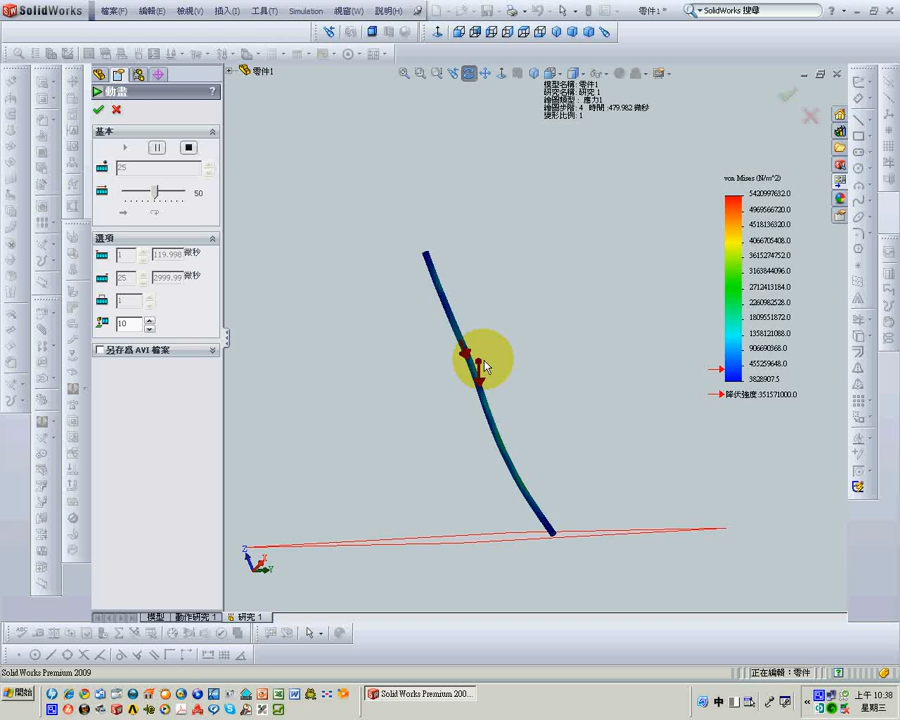 SolidWorks 檔案(F) 編輯(E) 檢視(V) 插入(I) 工具(T) Simulation 視窗(W) 說明(H) 零件1* SolidWorks 搜尋
零件1
動畫 ?
基本
25
50
選項
1 119.998 微秒
25 2999.99 微秒
1
10
另存為 AVI 檔案
模型名稱: 零件1
研究名稱: 研究 1
繪圖類型: 應力1
繪圖步階: 4 時間 :479.982 微秒
變形比例: 1
von Mises (N/m^2)
5420997632.0
4969566720.0
4518136320.0
4066705408.0
3615274752.0
3163844096.0
2712413184.0
2260982528.0
1809551872.0
1358121088.0
906690368.0
455259648.0
3828907.5
降伏強度:351571000.0
Z
X
Y
模型 動作研究 1 研究 1
SolidWorks Premium 2009 正在編輯: 零件
開始 SolidWorks Premium 200... 中 上午 10:38
星期三